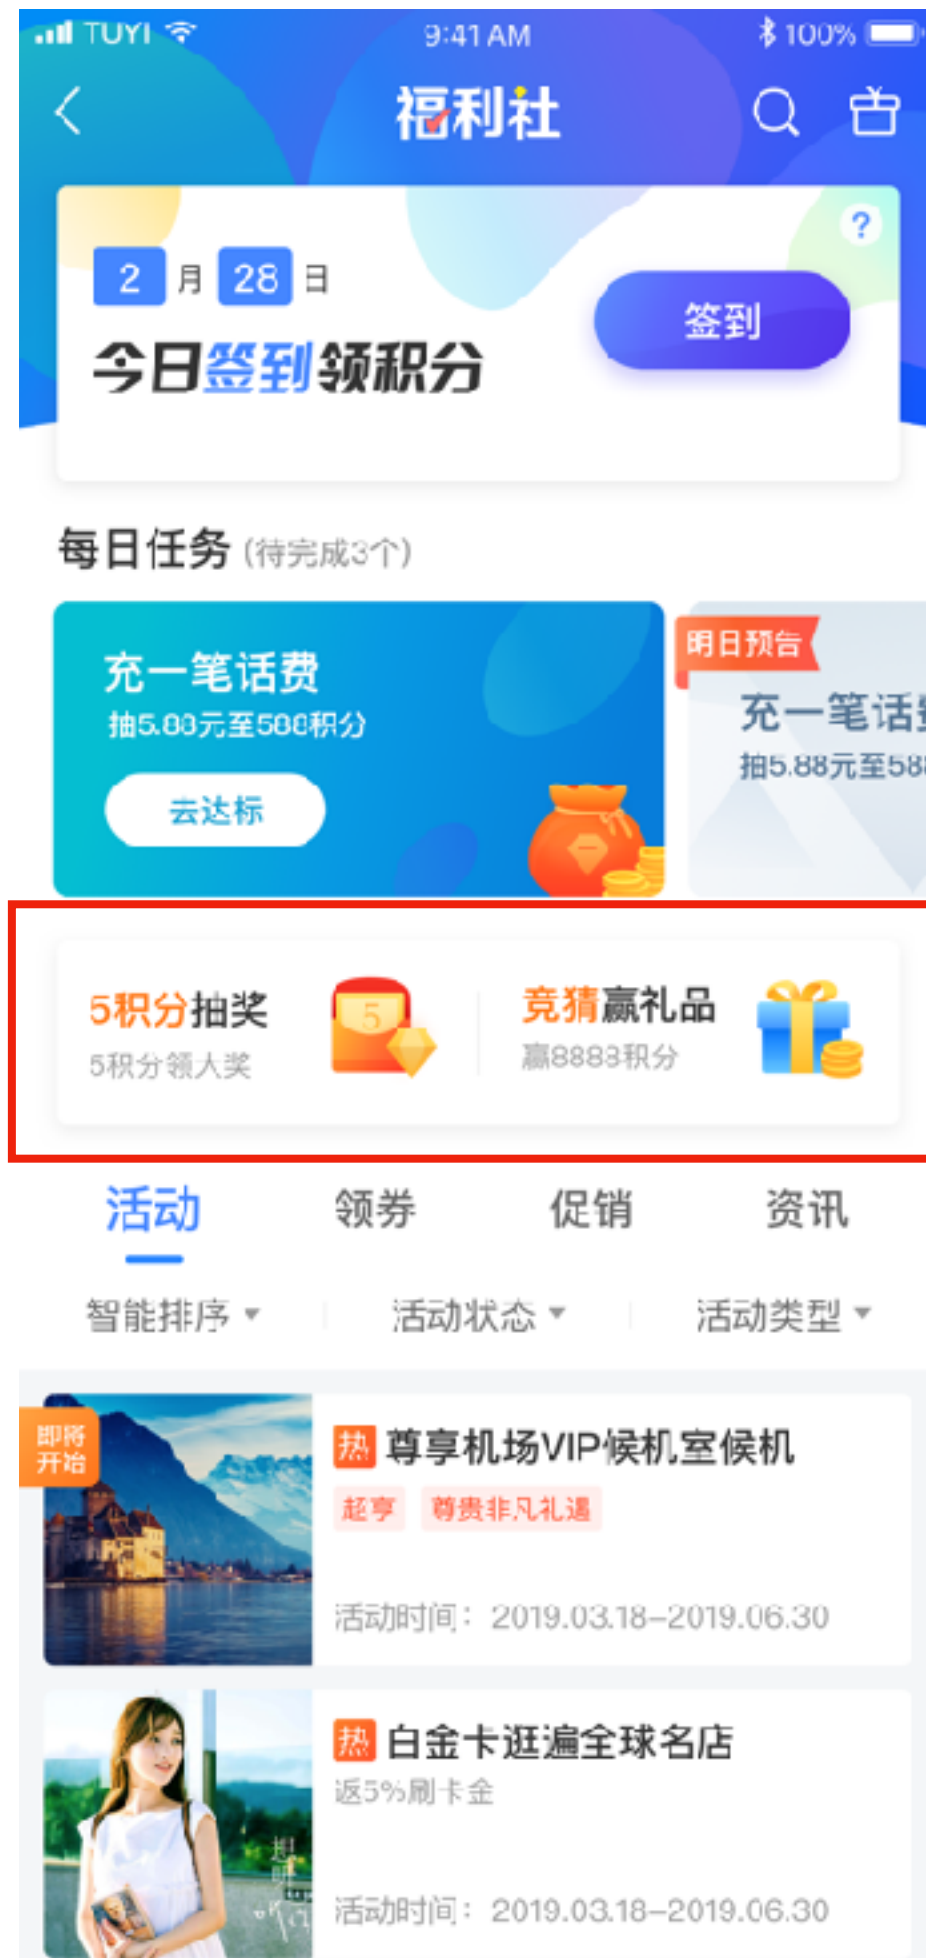 TUYI 9:41 AM 100%
福利社
?
2 月 28 日
签到
今日签到领积分
每日任务 (待完成3个)
充一笔话费
抽5.88元至588积分
去达标
明日预告
充一笔话
抽5.88元至58
5积分抽奖
5积分领大奖
5
竞猜赢礼品
赢8888积分
活动 领券 促销 资讯
智能排序 活动状态 活动类型
即将
开始
热 尊享机场VIP候机室候机
超享 尊贵非凡礼遇
活动时间：2019.03.18-2019.06.30
热 白金卡逛遍全球名店
返5%刷卡金
活动时间：2019.03.18-2019.06.30